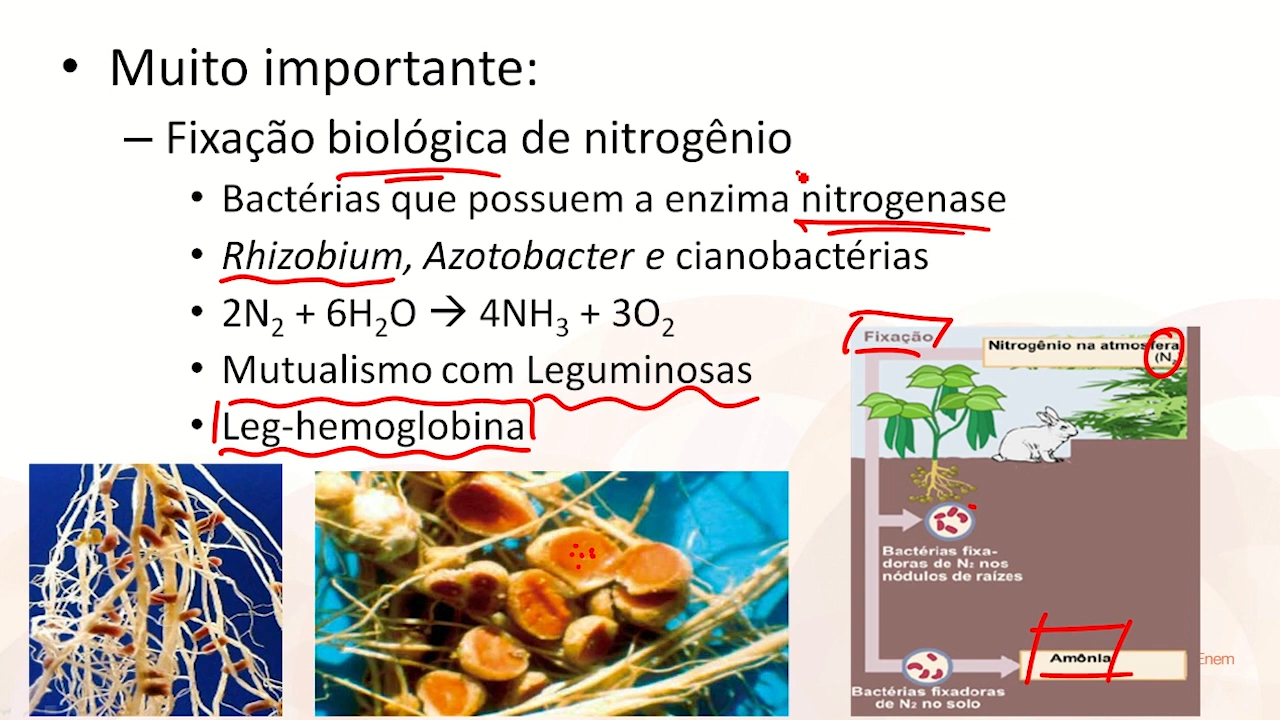 • Muito importante:
– Fixação biológica de nitrogênio
• Bactérias que possuem a enzima nitrogenase
• Rhizobium, Azotobacter e cianobactérias
• 2N₂ + 6H₂O → 4NH₃ + 3O₂
• Mutualismo com Leguminosas
• Leg-hemoglobina
Fixação
Nitrogênio na atmosfera
(N₂)
Bactérias fixa-
doras de N₂ nos
nódulos de raízes
Amônia
Enem
Bactérias fixadoras
de N₂ no solo